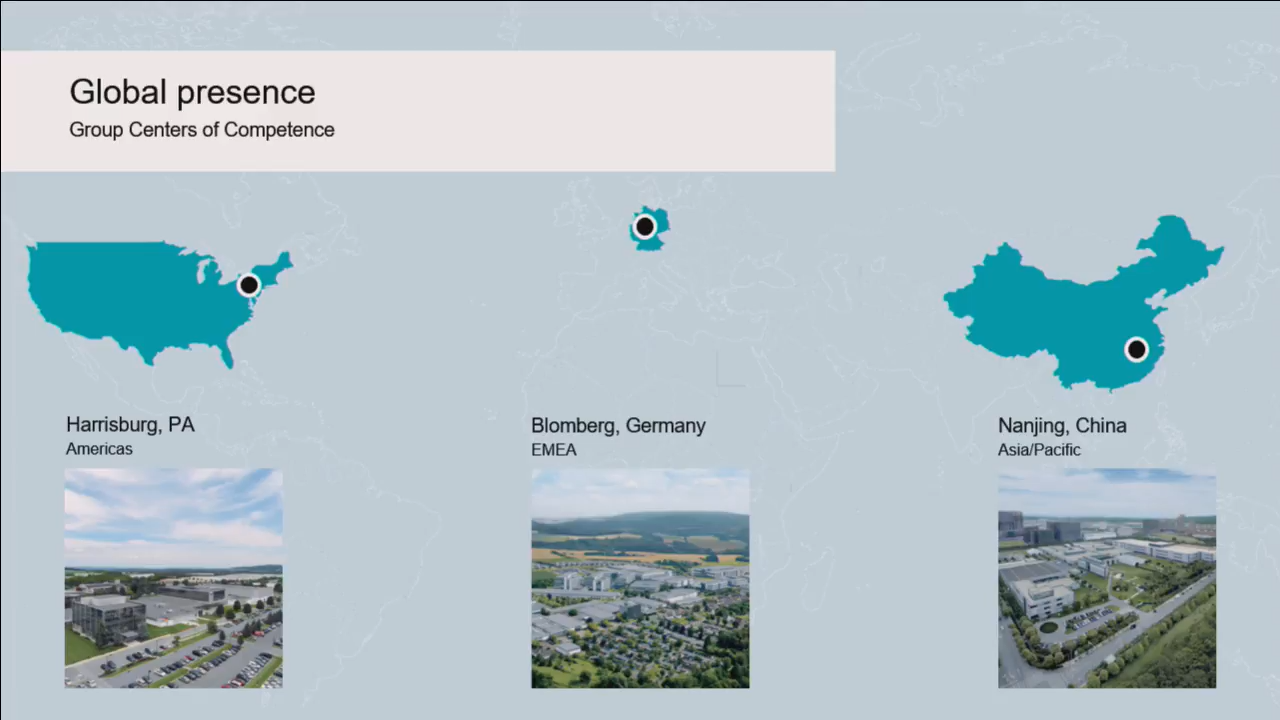 Global presence
Group Centers of Competence
Harrisburg, PA
Americas
Blomberg, Germany
EMEA
Nanjing, China
Asia/Pacific